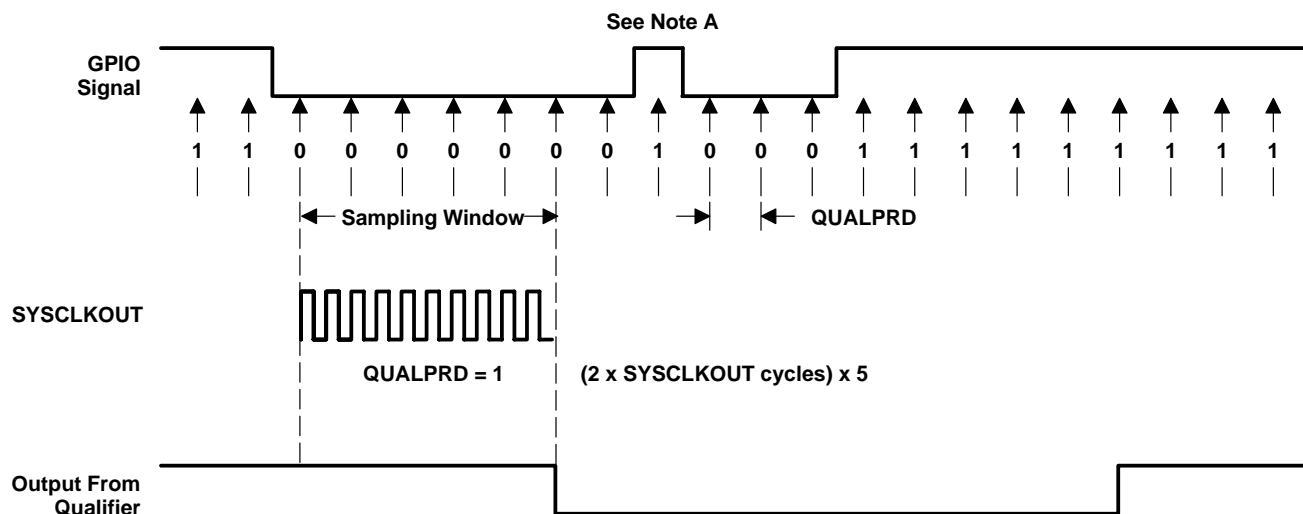 See Note A
GPIO
Signal
1 1 0 0 0 0 0 0 0 1 0 0 0 1 1 1 1 1 1 1 1 1
Sampling Window
QUALPRD
SYSCLKOUT
QUALPRD = 1
(2 x SYSCLKOUT cycles) x 5
Output From
Qualifier